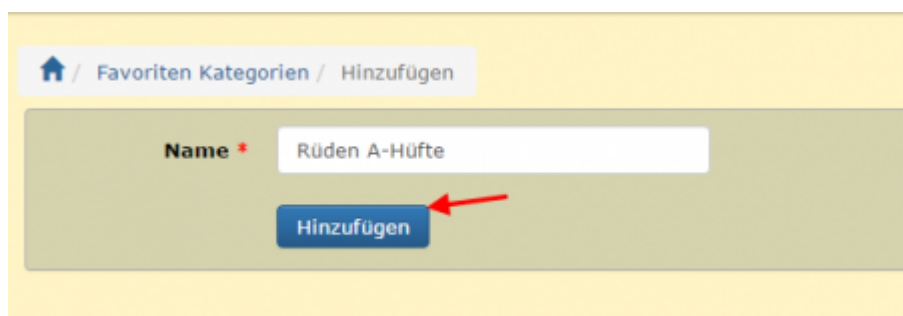 / Favoriten Kategorien / Hinzufügen
Name * Rüden A-Hüfte
Hinzufügen